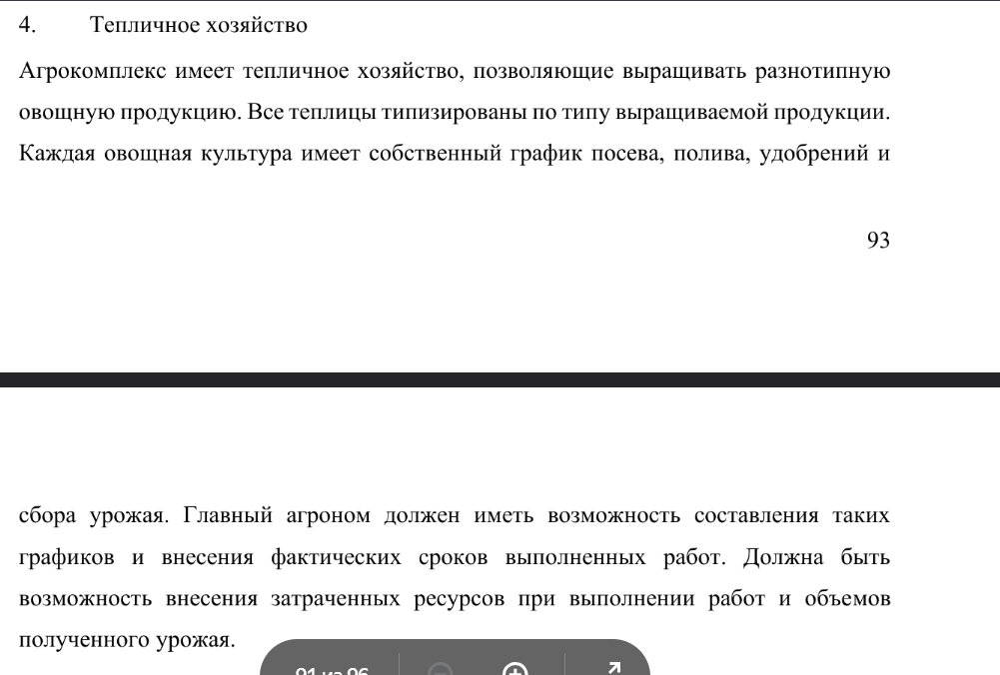 4. Тепличное хозяйство
Агрокомплекс имеет тепличное хозяйство, позволяющие выращивать разнотипную
овощную продукцию. Все теплицы типизированы по типу выращиваемой продукции.
Каждая овощная культура имеет собственный график посева, полива, удобрений и
93
сбора урожая. Главный агроном должен иметь возможность составления таких
графиков и внесения фактических сроков выполненных работ. Должна быть
возможность внесения затраченных ресурсов при выполнении работ и объемов
полученного урожая.
91 из 96